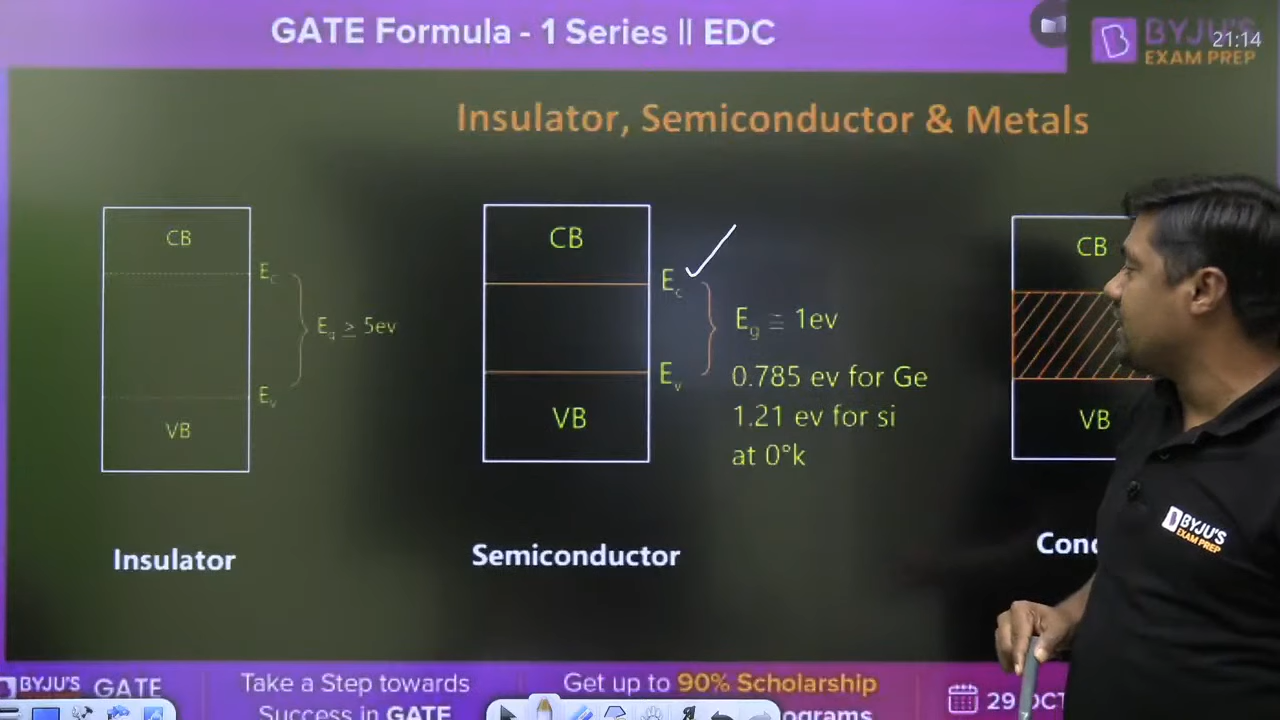 GATE Formula - 1 Series || EDC
BYJU'S
21:14
EXAM PREP
Insulator, Semiconductor & Metals
CB
Ec
Eg ≥ 5ev
Ev
VB
Insulator
CB
Ec
Eg ≅ 1ev
Ev
0.785 ev for Ge
1.21 ev for si
at 0°k
VB
Semiconductor
CB
VB
BYJU'S
EXAM PREP
BYJU'S GATE
Take a Step towards
Success in GATE
Get up to 90% Scholarship
29